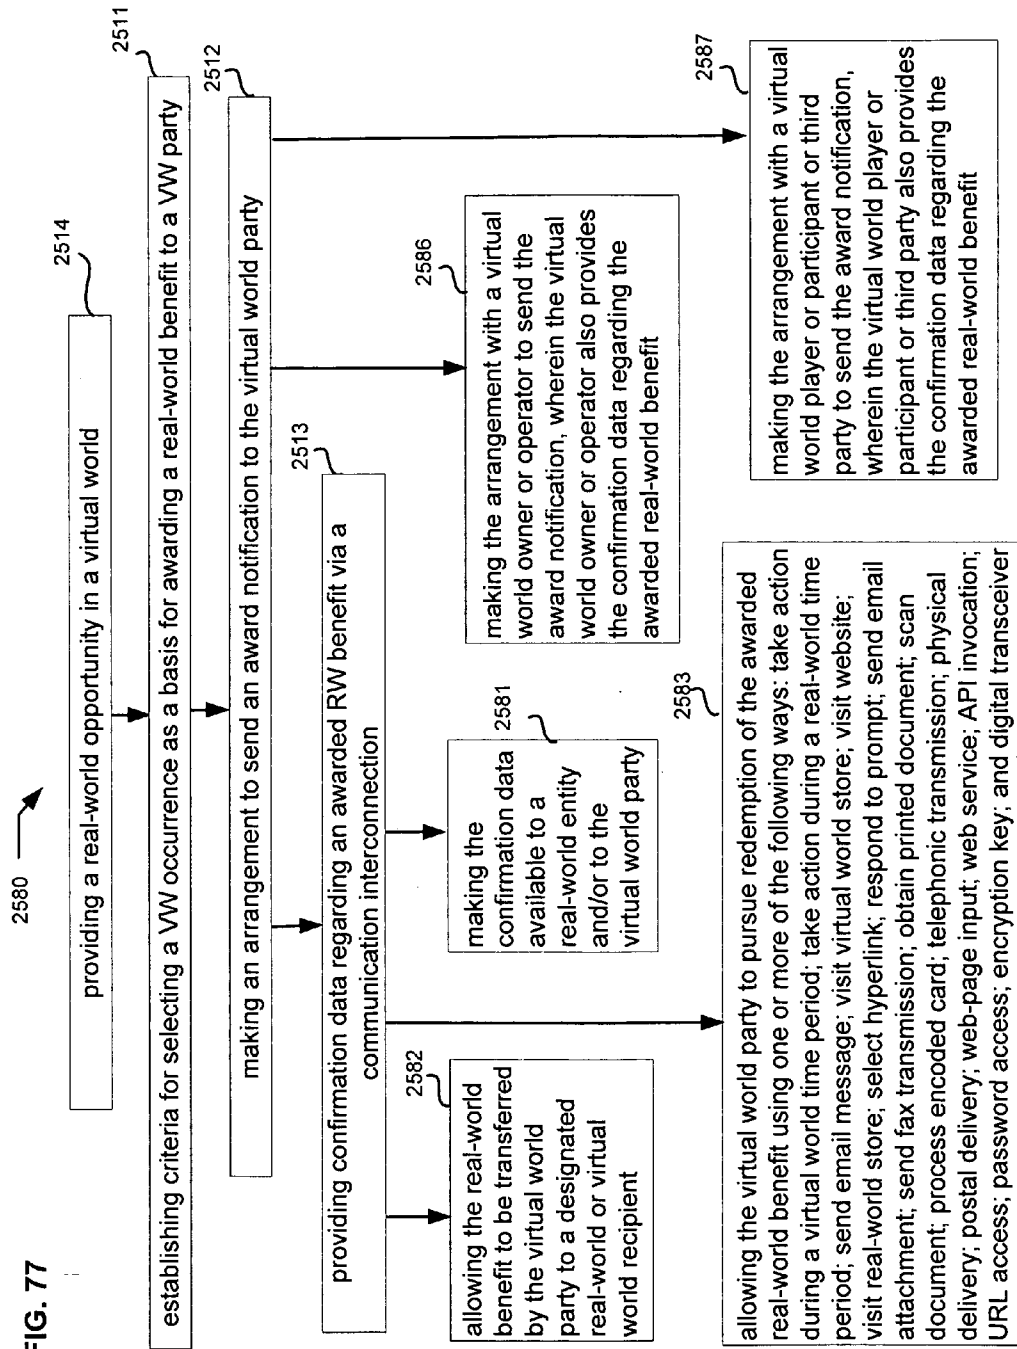 FIG. 77
2580
2514
providing a real-world opportunity in a virtual world
2511
establishing criteria for selecting a VW occurrence as a basis for awarding a real-world benefit to a VW party
2512
making an arrangement to send an award notification to the virtual world party
2513
providing confirmation data regarding an awarded RW benefit via a
communication interconnection
2582
allowing the real-world
benefit to be transferred
by the virtual world
party to a designated
real-world or virtual
world recipient
2581
making the
confirmation data
available to a
real-world entity
and/or to the
virtual world party
2586
making the arrangement with a virtual
world owner or operator to send the
award notification, wherein the virtual
world owner or operator also provides
the confirmation data regarding the
awarded real-world benefit
2587
making the arrangement with a virtual
world player or participant or third
party to send the award notification,
wherein the virtual world player or
participant or third party also provides
the confirmation data regarding the
awarded real-world benefit
2583
allowing the virtual world party to pursue redemption of the awarded
real-world benefit using one or more of the following ways: take action
during a virtual world time period; take action during a real-world time
period; send email message; visit virtual world store; visit website;
visit real-world store; select hyperlink; respond to prompt; send email
attachment; send fax transmission; obtain printed document; scan
document; process encoded card; telephonic transmission; physical
delivery; postal delivery; web-page input; web service; API invocation;
URL access; password access; encryption key; and digital transceiver